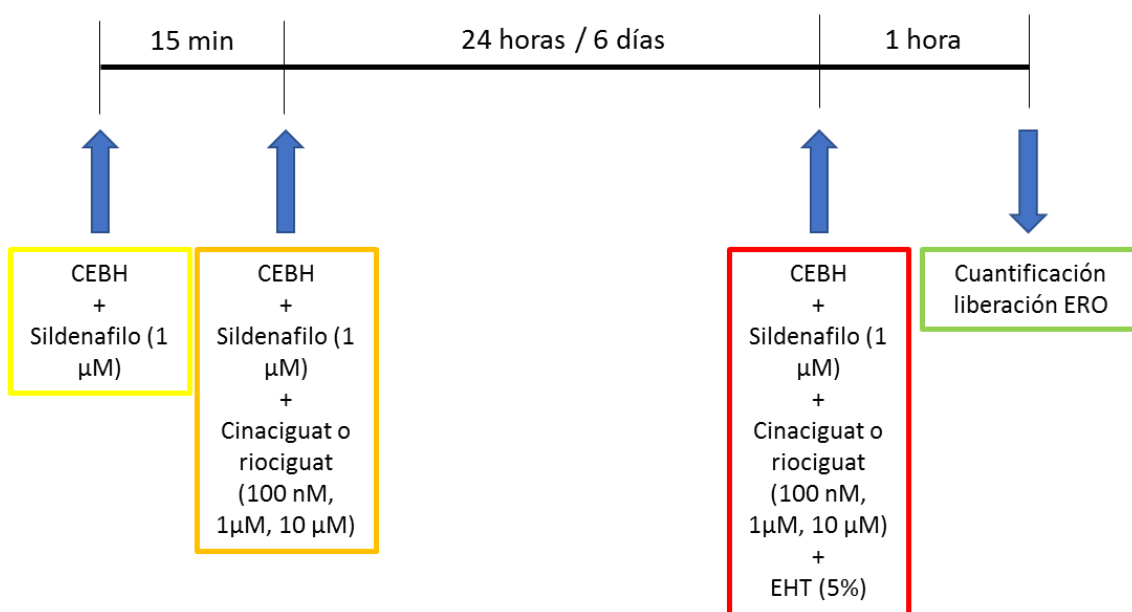 15 min
24 horas / 6 días
1 hora
CEBH
+
Sildenafilo (1
µM)
CEBH
+
Sildenafilo (1
µM)
+
Cinaciguat o
riociguat
(100 nM,
1µM, 10 µM)
CEBH
+
Sildenafilo (1
µM)
+
Cinaciguat o
riociguat
(100 nM,
1µM, 10 µM)
+
EHT (5%)
Cuantificación
liberación ERO